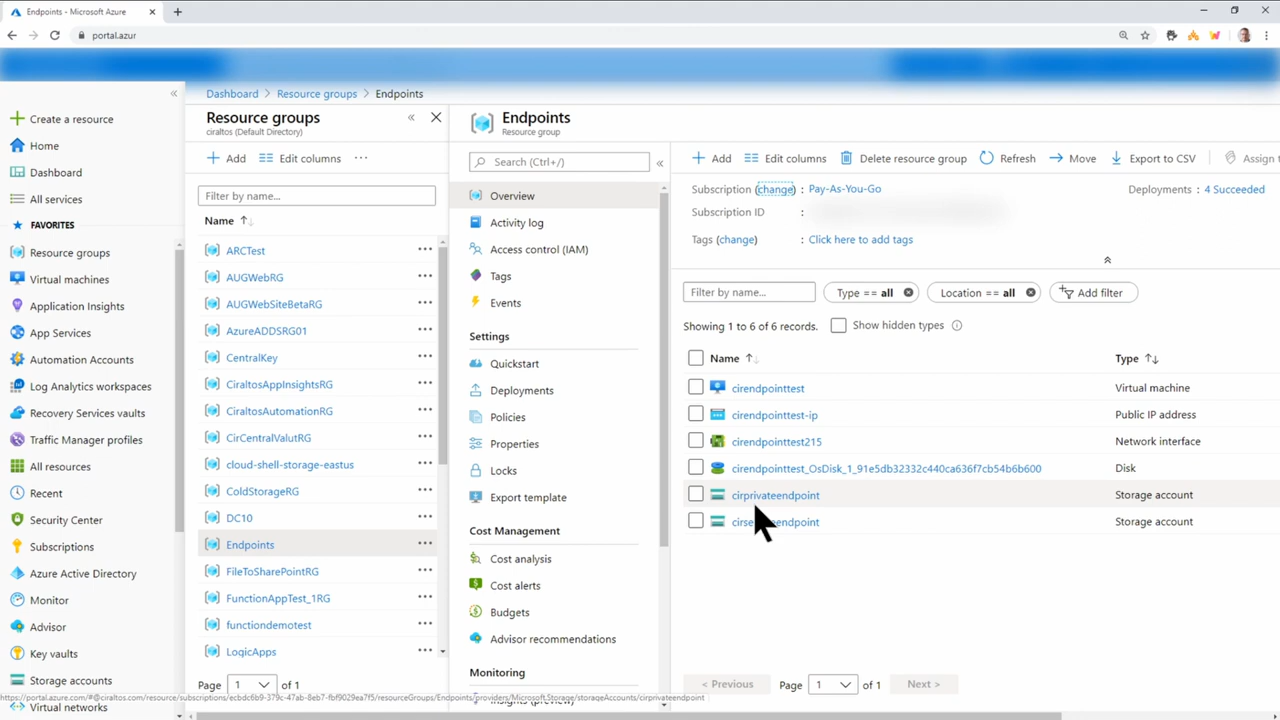 Endpoints - Microsoft Azure
portal.azur
Create a resource
Home
Dashboard
All services
FAVORITES
Resource groups
Virtual machines
Application Insights
App Services
Automation Accounts
Log Analytics workspaces
Recovery Services vaults
Traffic Manager profiles
All resources
Recent
Security Center
Subscriptions
Azure Active Directory
Monitor
Advisor
Key vaults
Storage accounts
Virtual networks
Dashboard > Resource groups > Endpoints
Resource groups
ciraltos (Default Directory)
Add Edit columns ...
Filter by name...
Name
ARCTest
AUGWebRG
AUGWebSiteBetaRG
AzureADDSRG01
CentralKey
CiraltosAppInsightsRG
CiraltosAutomationRG
CirCentralValutRG
cloud-shell-storage-eastus
ColdStorageRG
DC10
Endpoints
FileToSharePointRG
FunctionAppTest_1RG
functiondemotest
LogicApps
Page 1 of 1
Endpoints
Resource group
Search (Ctrl+/)
Overview
Activity log
Access control (IAM)
Tags
Events
Settings
Quickstart
Deployments
Policies
Properties
Locks
Export template
Cost Management
Cost analysis
Cost alerts
Budgets
Advisor recommendations
Monitoring
Insights (preview)
Add Edit columns Delete resource group Refresh Move Export to CSV Assign
Subscription (change) : Pay-As-You-Go
Deployments : 4 Succeeded
Subscription ID :
Tags (change) : Click here to add tags
Filter by name... Type == all Location == all Add filter
Showing 1 to 6 of 6 records. Show hidden types
Name Type
cirendpointtest Virtual machine
cirendpointtest-ip Public IP address
cirendpointtest215 Network interface
cirendpointtest_OsDisk_1_91e5db32332c440ca636f7cb54b6b600 Disk
cirprivateendpoint Storage account
Storage account
< Previous Page 1 of 1 Next >